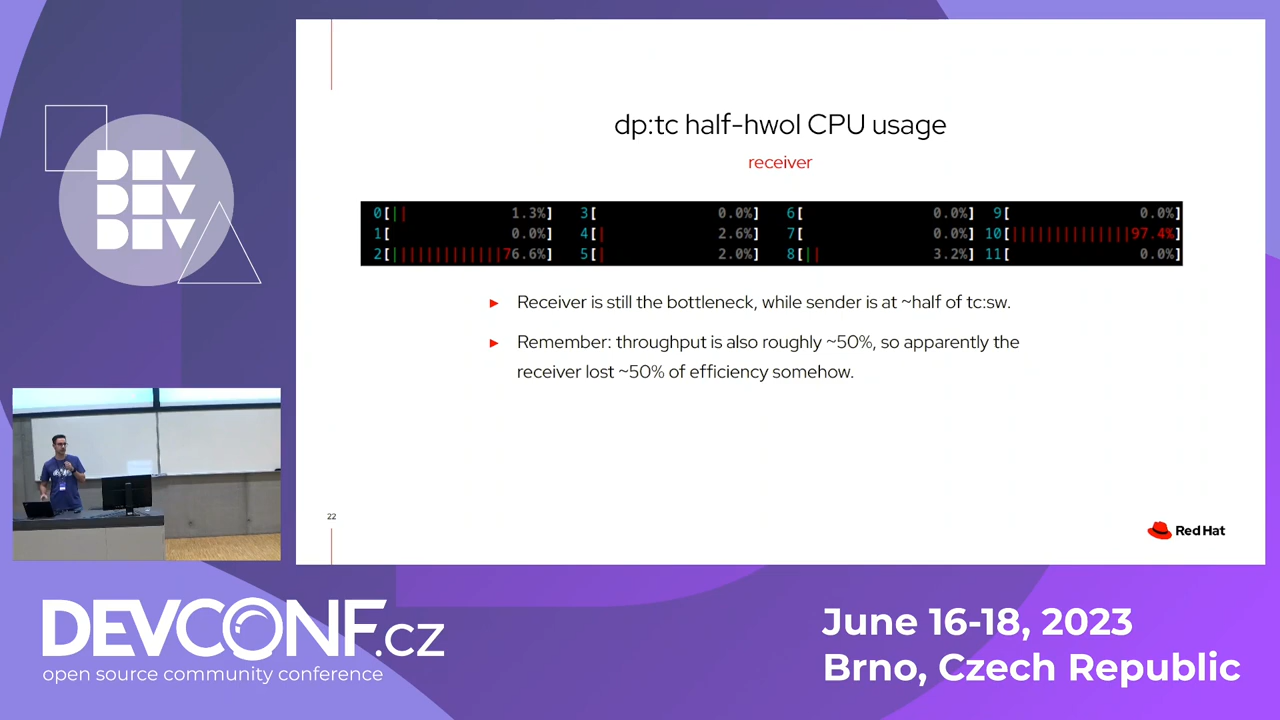 DEV
DEV
DEV
dp:tc half-hwol CPU usage
receiver
0[|| 1.3%] 3[ 0.0%] 6[ 0.0%] 9[ 0.0%]
1[ 0.0%] 4[| 2.6%] 7[ 0.0%] 10[||||||||||||||97.4%]
2[|||||||||||||76.6%] 5[| 2.0%] 8[|| 3.2%] 11[ 0.0%]
► Receiver is still the bottleneck, while sender is at ~half of tc:sw.
► Remember: throughput is also roughly ~50%, so apparently the
receiver lost ~50% of efficiency somehow.
22
Red Hat
DEVCONF.cz
open source community conference
June 16-18, 2023
Brno, Czech Republic